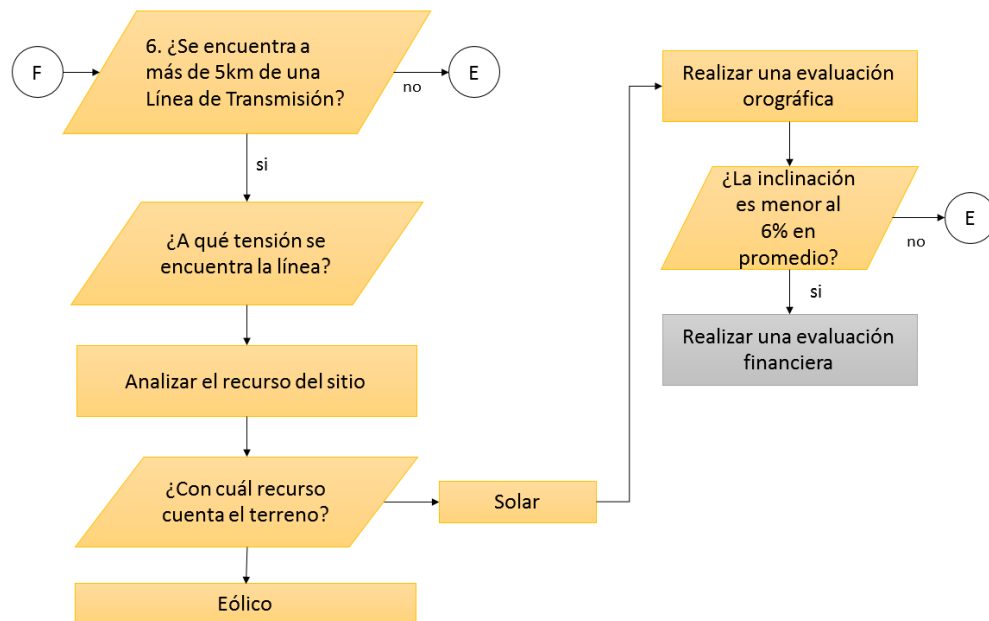 F
6. ¿Se encuentra a
más de 5km de una
Línea de Transmisión?
no
E
si
¿A qué tensión se
encuentra la línea?
Analizar el recurso del sitio
¿Con cuál recurso
cuenta el terreno?
Solar
Eólico
Realizar una evaluación
orográfica
¿La inclinación
es menor al
6% en
promedio?
no
E
si
Realizar una evaluación
financiera